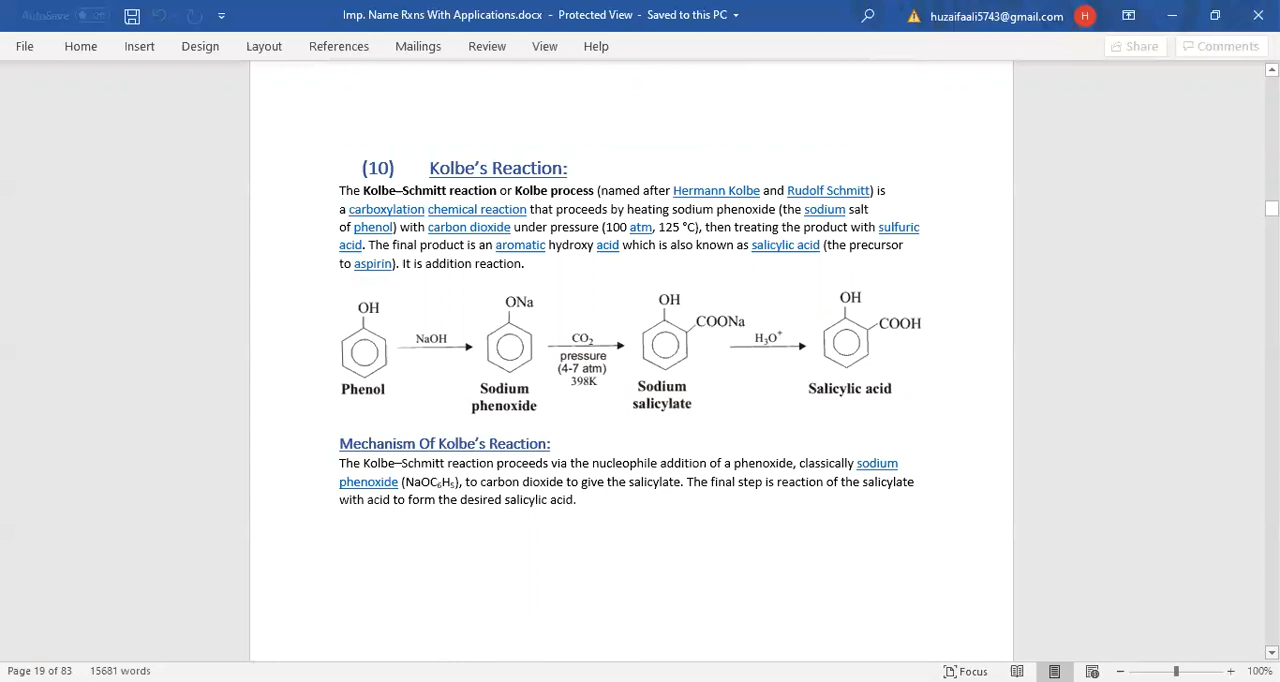 AutoSave Off
Imp. Name Rxns With Applications.docx - Protected View - Saved to this PC
huzaifaali5743@gmail.com
H
File Home Insert Design Layout References Mailings Review View Help
Share Comments
(10) Kolbe's Reaction:
The Kolbe–Schmitt reaction or Kolbe process (named after Hermann Kolbe and Rudolf Schmitt) is
a carboxylation chemical reaction that proceeds by heating sodium phenoxide (the sodium salt
of phenol) with carbon dioxide under pressure (100 atm, 125 °C), then treating the product with sulfuric
acid. The final product is an aromatic hydroxy acid which is also known as salicylic acid (the precursor
to aspirin). It is addition reaction.
OH ONa OH OH
COONa COOH
NaOH CO₂ H₃O⁺
pressure
(4-7 atm)
398K
Phenol Sodium Sodium Salicylic acid
phenoxide salicylate
Mechanism Of Kolbe's Reaction:
The Kolbe–Schmitt reaction proceeds via the nucleophile addition of a phenoxide, classically sodium
phenoxide (NaOC₆H₅), to carbon dioxide to give the salicylate. The final step is reaction of the salicylate
with acid to form the desired salicylic acid.
Page 19 of 83 15681 words
Focus
100%